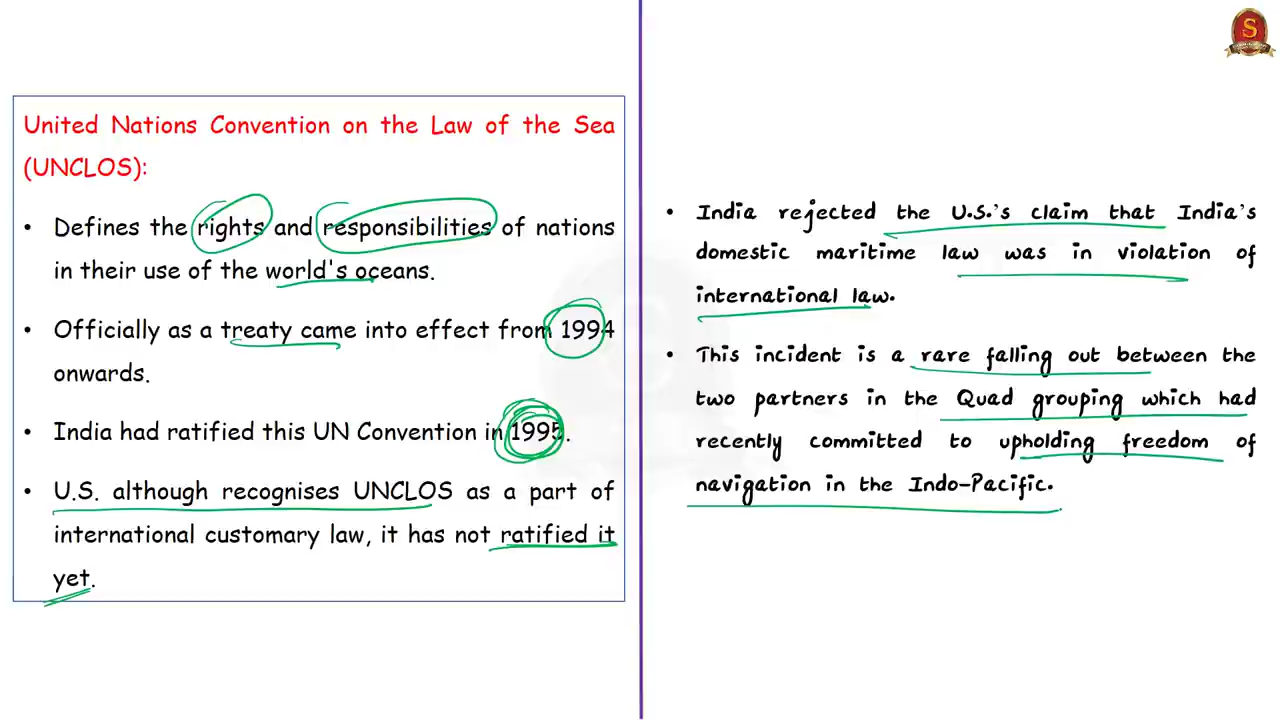 United Nations Convention on the Law of the Sea
(UNCLOS):
• Defines the rights and responsibilities of nations
in their use of the world's oceans.
• Officially as a treaty came into effect from 1994
onwards.
• India had ratified this UN Convention in 1995.
• U.S. although recognises UNCLOS as a part of
international customary law, it has not ratified it
yet.
• India rejected the U.S.'s claim that India's
domestic maritime law was in violation of
international law.
• This incident is a rare falling out between the
two partners in the Quad grouping which had
recently committed to upholding freedom of
navigation in the Indo-Pacific.
S